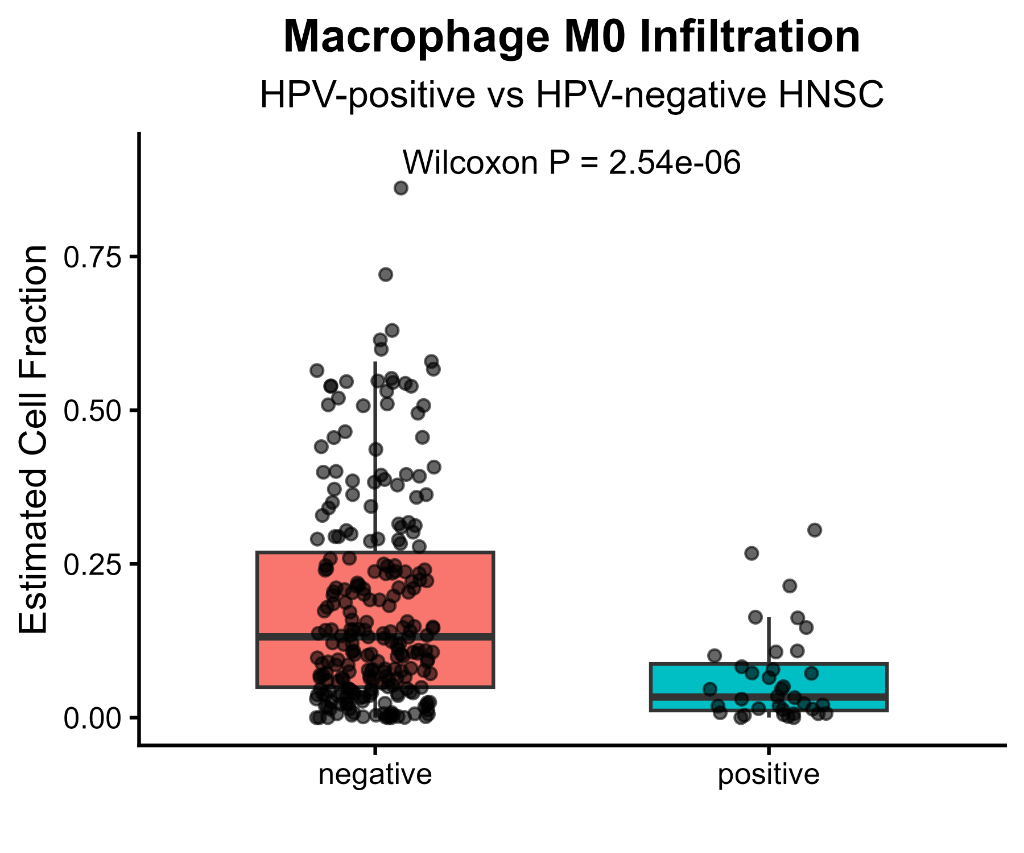 Macrophage M0 Infiltration
HPV-positive vs HPV-negative HNSC
Wilcoxon P = 2.54e-06
Estimated Cell Fraction
0.75
0.50
0.25
0.00
negative
positive